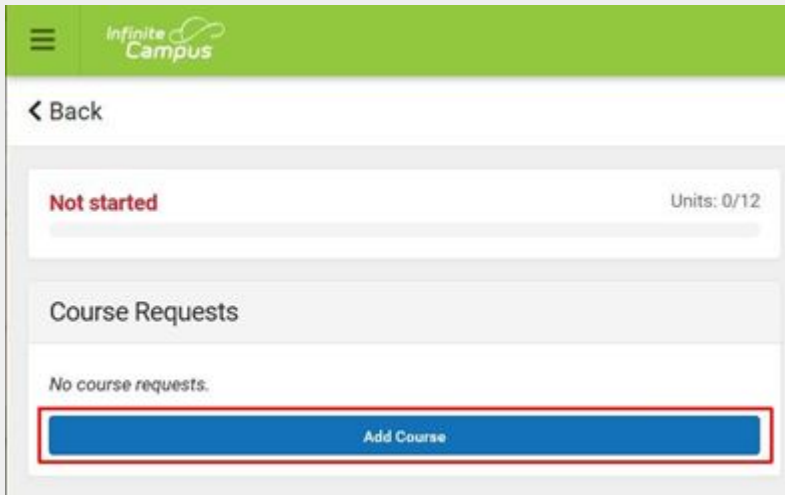 Infinite
Campus
Back
Not started
Units: 0/12
Course Requests
No course requests.
Add Course